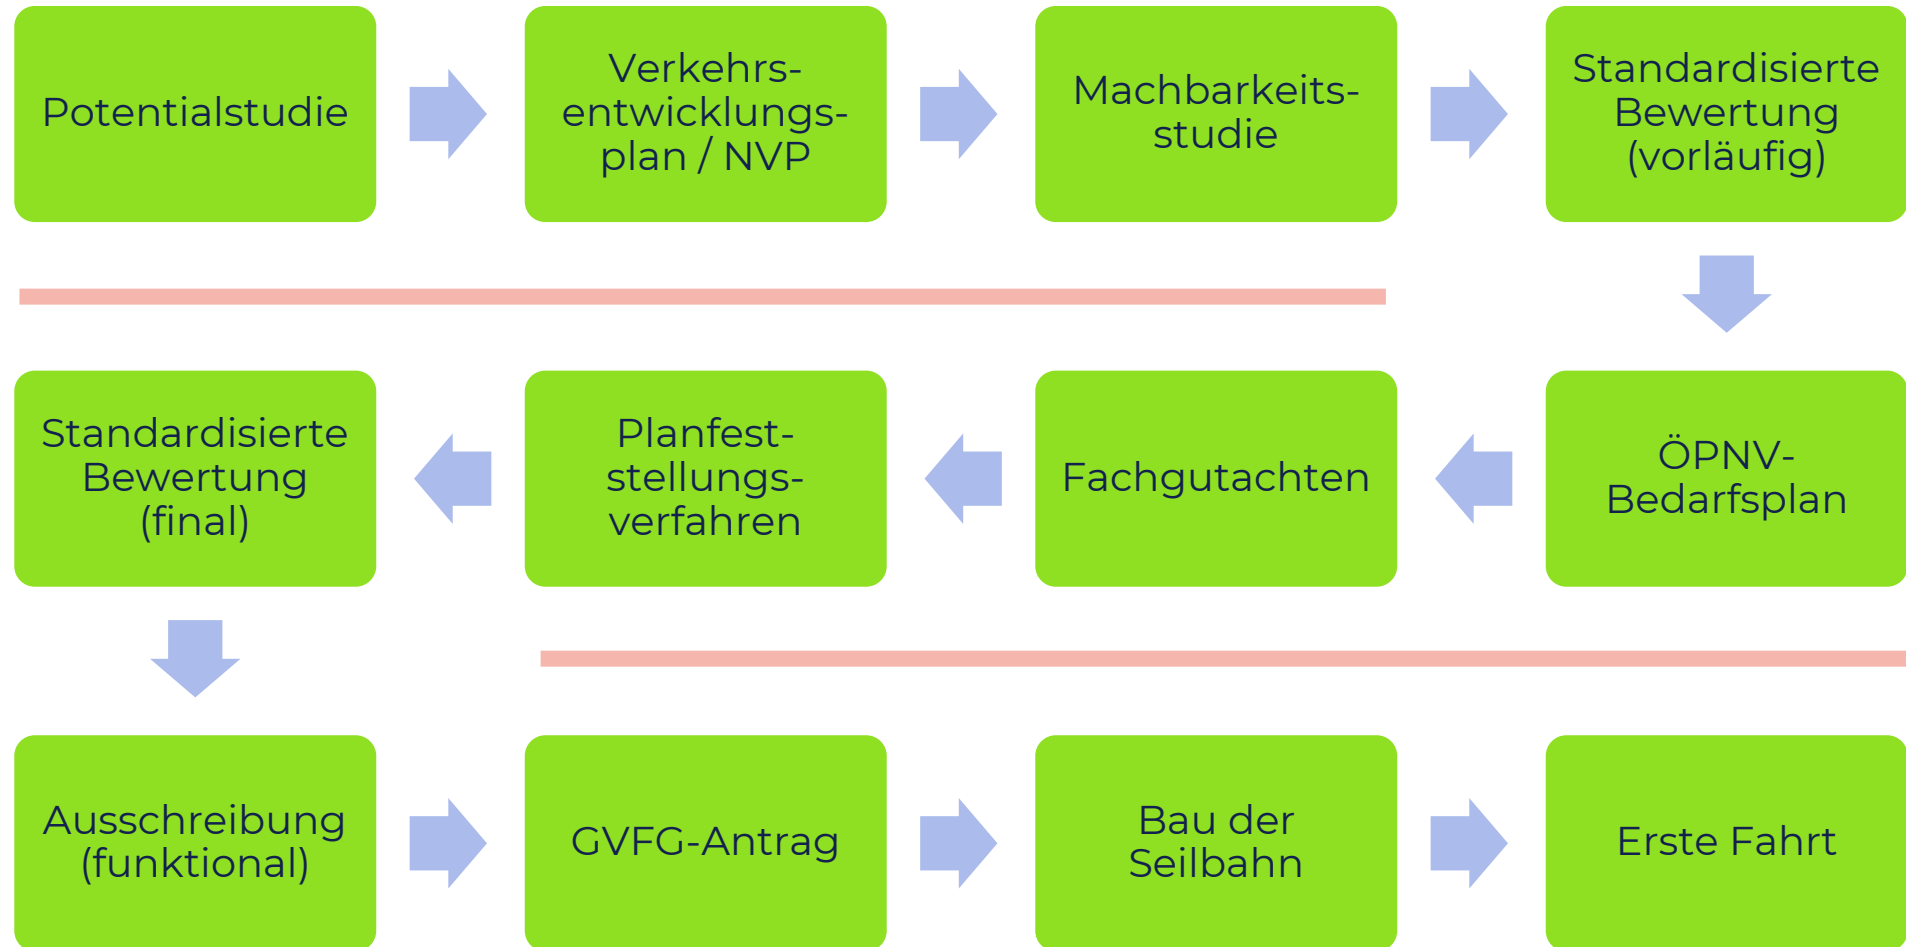 Potentialstudie
Verkehrs-
entwicklungs-
plan / NVP
Machbarkeits-
studie
Standardisierte
Bewertung
(vorläufig)
ÖPNV-
Bedarfsplan
Fachgutachten
Planfest-
stellungs-
verfahren
Standardisierte
Bewertung
(final)
Ausschreibung
(funktional)
GVFG-Antrag
Bau der
Seilbahn
Erste Fahrt